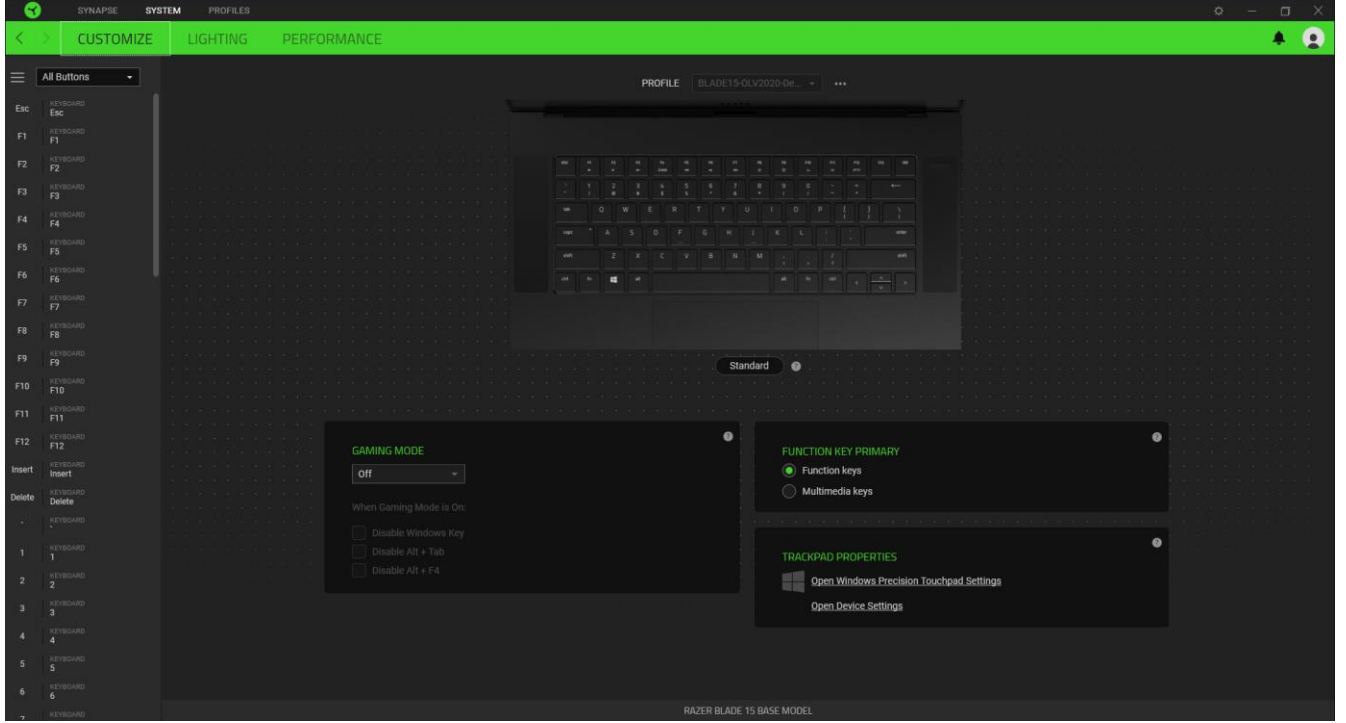 SYNAPSE SYSTEM PROFILES
CUSTOMIZE LIGHTING PERFORMANCE
All Buttons
PROFILE BLADE15-OLV2020-De...
Esc KEYBOARD Esc
F1 KEYBOARD F1
F2 KEYBOARD F2
F3 KEYBOARD F3
F4 KEYBOARD F4
F5 KEYBOARD F5
F6 KEYBOARD F6
F7 KEYBOARD F7
F8 KEYBOARD F8
F9 KEYBOARD F9
F10 KEYBOARD F10
F11 KEYBOARD F11
F12 KEYBOARD F12
Insert KEYBOARD Insert
Delete KEYBOARD Delete
` KEYBOARD `
1 KEYBOARD 1
2 KEYBOARD 2
3 KEYBOARD 3
4 KEYBOARD 4
5 KEYBOARD 5
6 KEYBOARD 6
7 KEYBOARD
Q W E R T Y U I O P
A S D F G H J K L
Z X C V B N M
Standard
GAMING MODE
Off
When Gaming Mode is On:
Disable Windows Key
Disable Alt + Tab
Disable Alt + F4
FUNCTION KEY PRIMARY
Function keys
Multimedia keys
TRACKPAD PROPERTIES
Open Windows Precision Touchpad Settings
Open Device Settings
RAZER BLADE 15 BASE MODEL